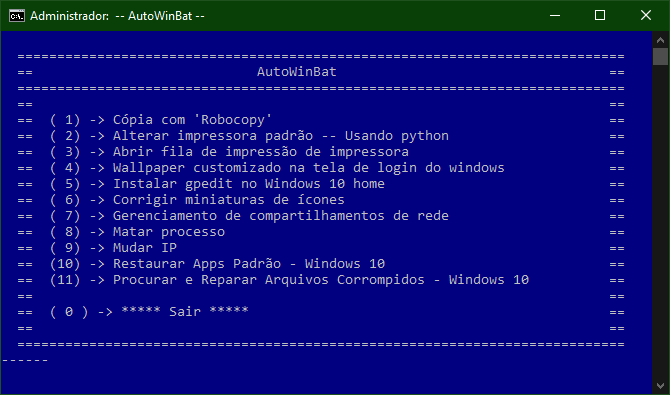 Administrador:  -- AutoWinBat --
============================================================================
==                            AutoWinBat                                  ==
============================================================================
==                                                                        ==
==  ( 1) -> Cópia com 'Robocopy'                                          ==
==  ( 2) -> Alterar impressora padrão -- Usando python                    ==
==  ( 3) -> Abrir fila de impressão de impressora                         ==
==  ( 4) -> Wallpaper customizado na tela de login do windows             ==
==  ( 5) -> Instalar gpedit no Windows 10 home                            ==
==  ( 6) -> Corrigir miniaturas de ícones                                 ==
==  ( 7) -> Gerenciamento de compartilhamentos de rede                    ==
==  ( 8) -> Matar processo                                                ==
==  ( 9) -> Mudar IP                                                      ==
==  (10) -> Restaurar Apps Padrão - Windows 10                            ==
==  (11) -> Procurar e Reparar Arquivos Corrompidos - Windows 10          ==
==                                                                        ==
==  ( 0 ) -> ***** Sair *****                                             ==
==                                                                        ==
============================================================================
------